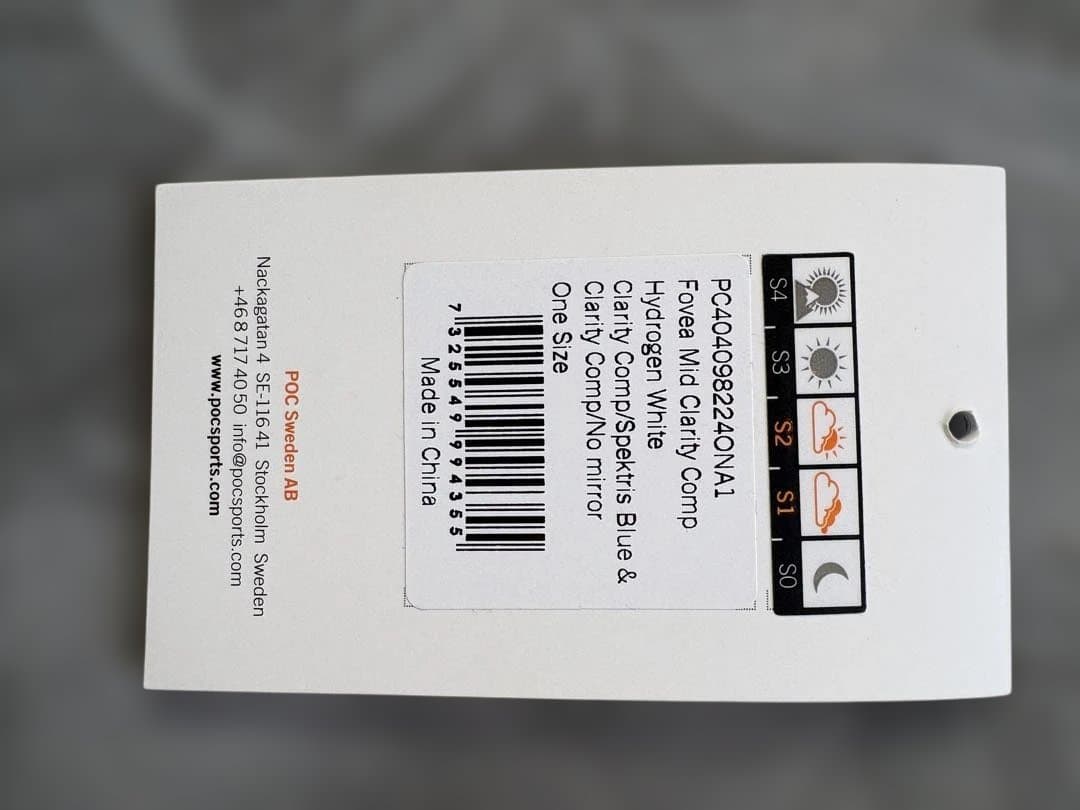 S4 S3 S2 S1 S0
PC4040982240NA1
Fovea Mid Clarity Comp
Hydrogen White
Clarity Comp/Spektris Blue &
Clarity Comp/No mirror
One Size
7 325549 994355
Made in China
POC Sweden AB
Nackagatan 4 SE-116 41 Stockholm Sweden
+46 8 717 40 50 info@pocsports.com
www.pocsports.com